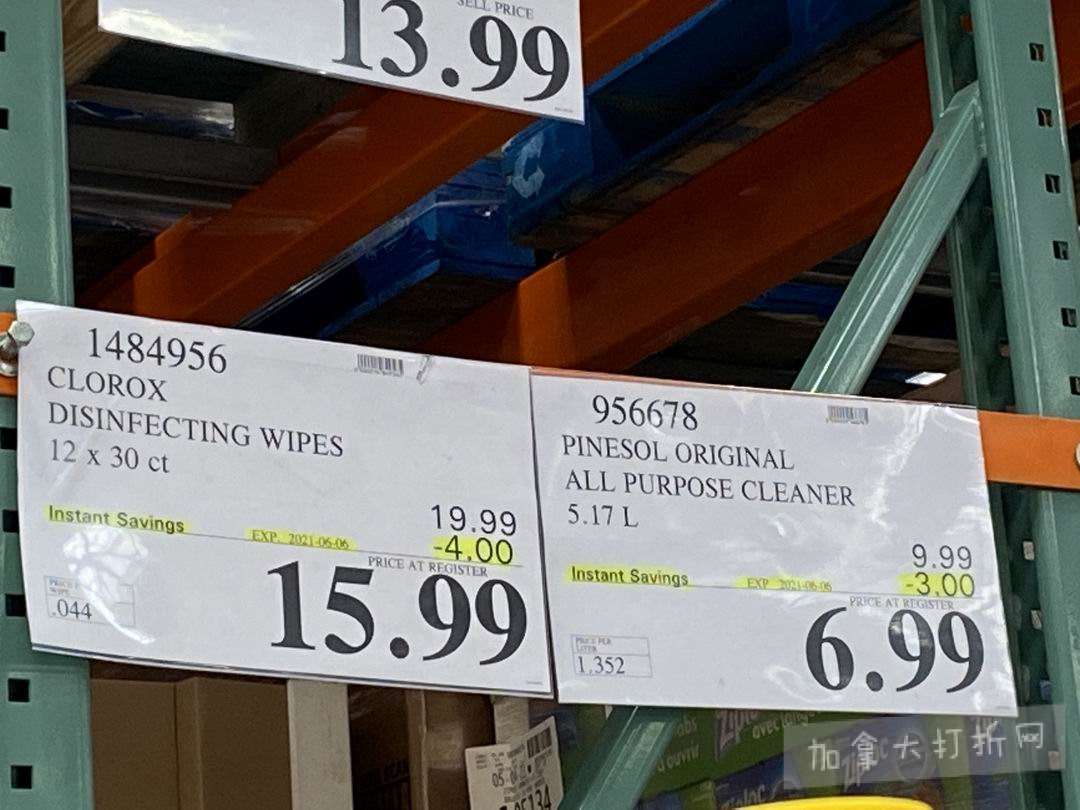 SELL PRICE
13.99
1484956
CLOROX
DISINFECTING WIPES
12 x 30 ct
19.99
Instant Savings EXP. 2021-06-06 -4.00
PRICE AT REGISTER
15.99
.044
956678
PINESOL ORIGINAL
ALL PURPOSE CLEANER
5.17 L
9.99
Instant Savings EXP 2021-06-06 -3.00
PRICE AT REGISTER
6.99
PRICE PER
LITER
1.352
Ziploc
加拿大打折网